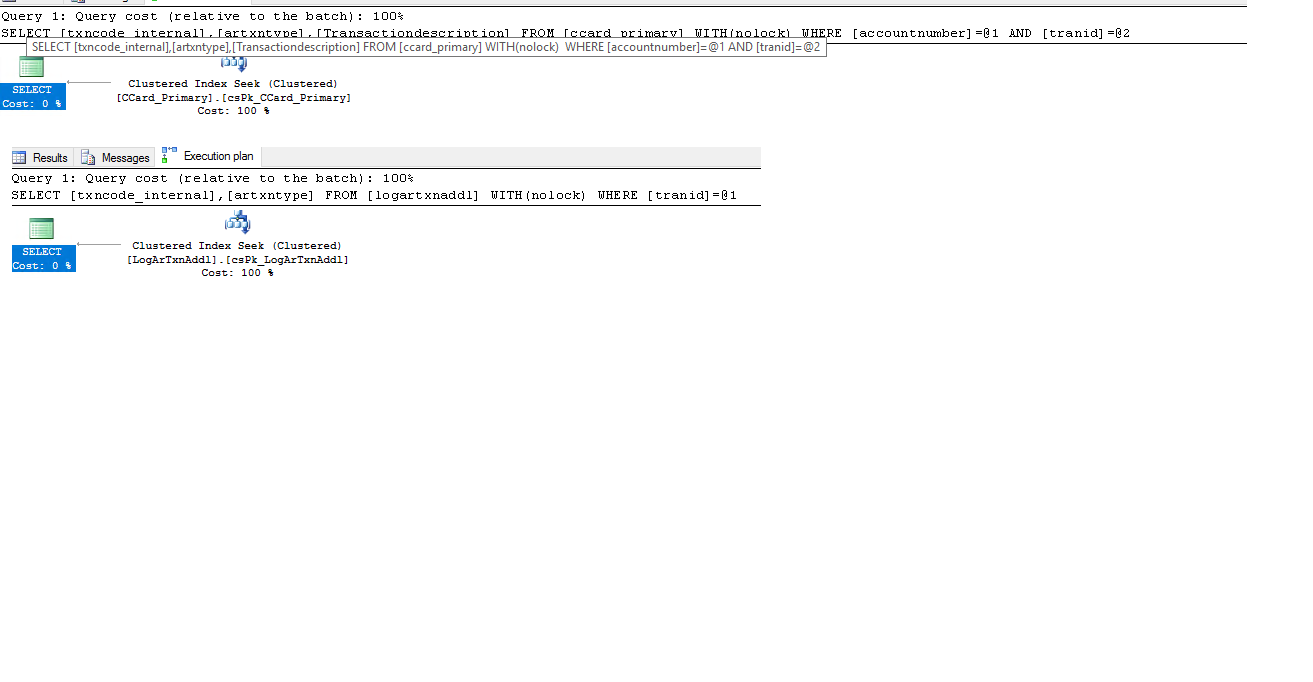 Query 1: Query cost (relative to the batch): 100%
SELECT [txncode_internal],[artxntype],[Transactiondescription] FROM [ccard_primary] WITH(nolock) WHERE [accountnumber]=@1 AND [tranid]=@2
SELECT [txncode_internal],[artxntype],[Transactiondescription] FROM [ccard_primary] WITH(nolock)  WHERE [accountnumber]=@1 AND [tranid]=@2
SELECT
Cost: 0 %
Clustered Index Seek (Clustered)
[CCard_Primary].[csPk_CCard_Primary]
Cost: 100 %
Results Messages Execution plan
Query 1: Query cost (relative to the batch): 100%
SELECT [txncode_internal],[artxntype] FROM [logartxnaddl] WITH(nolock) WHERE [tranid]=@1
SELECT
Cost: 0 %
Clustered Index Seek (Clustered)
[LogArTxnAddl].[csPk_LogArTxnAddl]
Cost: 100 %